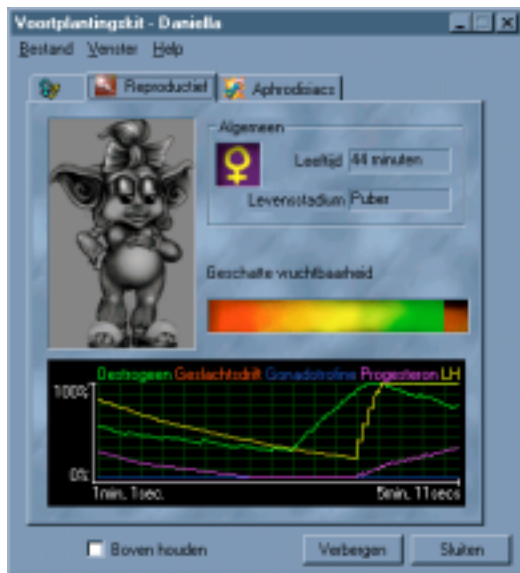 Voortplantingskit - Daniella
Bestand Venster Help
Reproductief Aphrodisiacs
Algemeen
Leeftijd 44 minuten
Levensstadium Puber
Geschatte vruchtbaarheid
Oestrogeen Geslachtsdrift Gonadotrofine Progesteron LH
100%
0%
1min. 1sec. 5min. 11secs
Boven houden Verbergen Sluiten